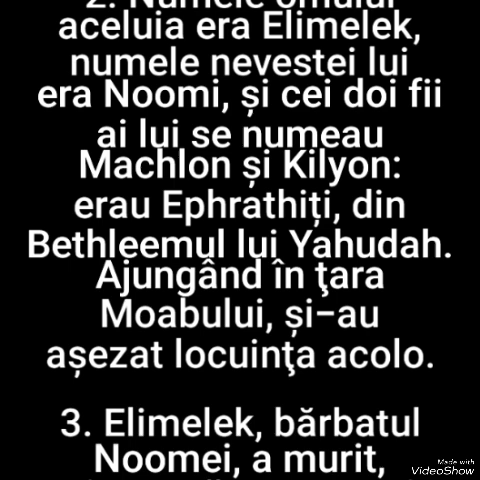 2. Numele omului
aceluia era Elimelek,
numele nevestei lui
era Noomi, și cei doi fii
ai lui se numeau
Machlon și Kilyon:
erau Ephrathiți, din
Bethleemul lui Yahudah.
Ajungând în ţara
Moabului, și-au
așezat locuinţa acolo.
3. Elimelek, bărbatul
Noomei, a murit,
Made with
VideoShow